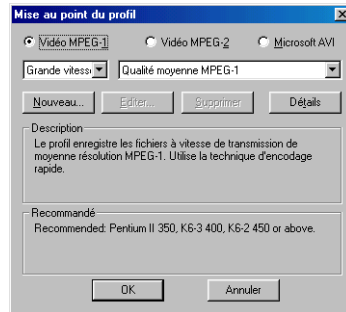 Mise au point du profil
Vidéo MPEG-1 Vidéo MPEG-2 Microsoft AVI
Grande vitess Qualité moyenne MPEG-1
Nouveau... Editer... Supprimer Détails
Description
Le profil enregistre les fichiers à vitesse de transmission de
moyenne résolution MPEG-1. Utilise la technique d'encodage
rapide.
Recommandé
Recommended: Pentium II 350, K6-3 400, K6-2 450 or above.
OK Annuler